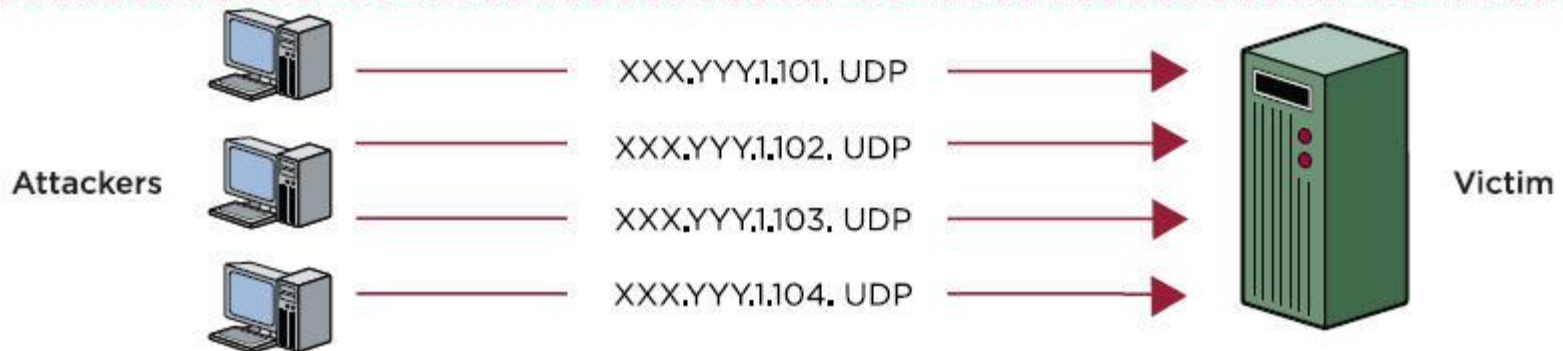 XXX.YYY.1.101. UDP
XXX.YYY.1.102. UDP
Attackers
Victim
XXX.YYY.1.103. UDP
XXX.YYY.1.104. UDP